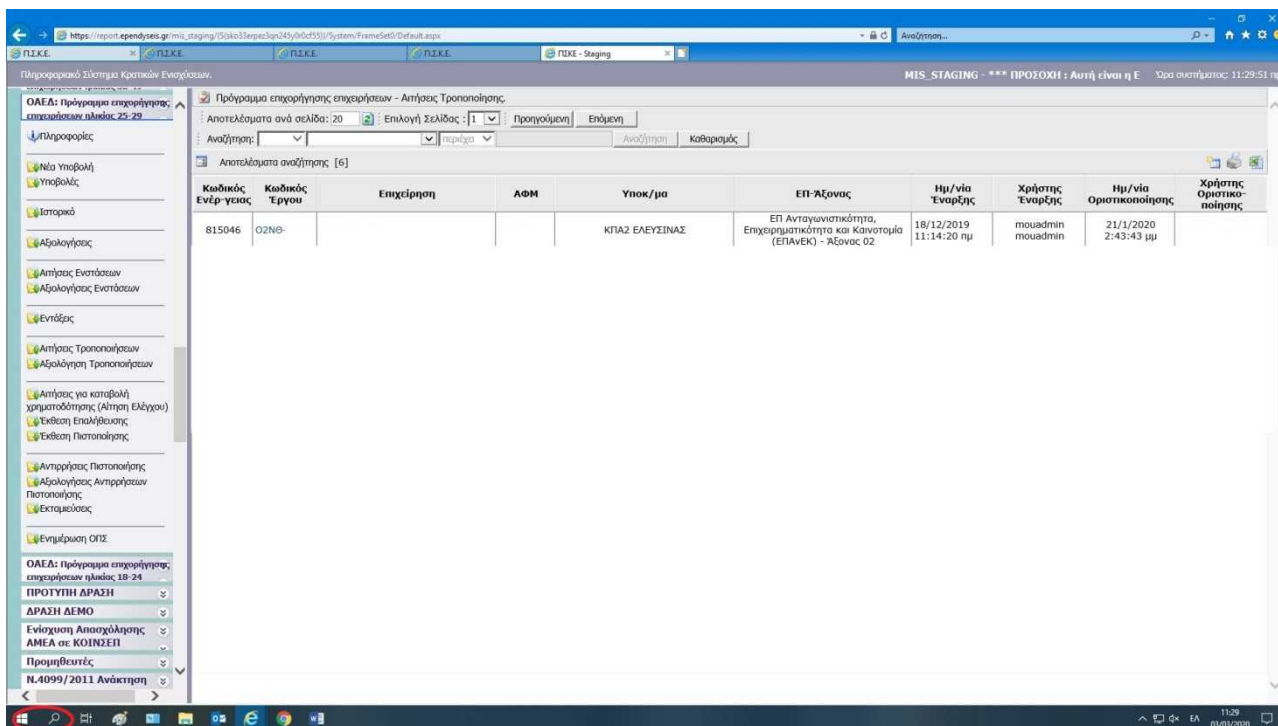 https://report.ependyseis.gr/mis_staging/
Αναζήτηση...
Π.Σ.Κ.Ε.
Π.Σ.Κ.Ε.
Π.Σ.Κ.Ε.
Π.Σ.Κ.Ε.
ΠΣΚΕ - Staging
Πληροφοριακό Σύστημα Κρατικών Ενισχύσεων.
MIS_STAGING - *** ΠΡΟΣΟΧΗ : Αυτή είναι η Ε
Ώρα συστήματος: 11:29:51
ΟΑΕΔ: Πρόγραμμα επιχορήγησης
επιχειρήσεων ηλικίας 25-29
Πληροφορίες
Νέα Υποβολή
Υποβολές
Ιστορικό
Αξιολογήσεις
Αιτήσεις Ενστάσεων
Αξιολογήσεις Ενστάσεων
Εντάξεις
Αιτήσεις Τροποποιήσεων
Αξιολόγηση Τροποποιήσεων
Αιτήσεις για καταβολή
χρηματοδότησης (Αίτηση Ελέγχου)
Έκθεση Επαλήθευσης
Έκθεση Πιστοποίησης
Αντιρρήσεις Πιστοποιήσης
Αξιολογήσεις Αντιρρήσεων
Πιστοποιήσης
Εκταμιεύσεις
Ενημέρωση ΟΠΣ
ΟΑΕΔ: Πρόγραμμα επιχορήγησης
επιχειρήσεων ηλικίας 18-24
ΠΡΟΤΥΠΗ ΔΡΑΣΗ
ΔΡΑΣΗ ΔΕΜΟ
Ενίσχυση Απασχόλησης
ΑΜΕΑ σε ΚΟΙΝΣΕΠ
Προμηθευτές
Ν.4099/2011 Ανάκτηση
Πρόγραμμα επιχορήγησης επιχειρήσεων - Αιτήσεις Τροποποίησης.
Αποτελέσματα ανά σελίδα: 20 Επιλογή Σελίδας : 1 Προηγούμενη Επόμενη
Αναζήτηση: περιέχει Αναζήτηση Καθαρισμός
Αποτελέσματα αναζήτησης [6]
Κωδικός Ενέρ-γειας
Κωδικός Έργου
Επιχείρηση
ΑΦΜ
Υποκ/μα
ΕΠ-Άξονας
Ημ/νία Έναρξης
Χρήστης Έναρξης
Ημ/νία Οριστικοποίησης
Χρήστης Οριστικο-ποίησης
815046
Ο2ΝΘ-
ΚΠΑ2 ΕΛΕΥΣΙΝΑΣ
ΕΠ Ανταγωνιστικότητα,
Επιχειρηματικότητα και Καινοτομία
(ΕΠΑνΕΚ) - Άξονας 02
18/12/2019
11:14:20 πμ
mouadmin
mouadmin
21/1/2020
2:43:43 μμ
ΕΛ
11:29
03/03/2020